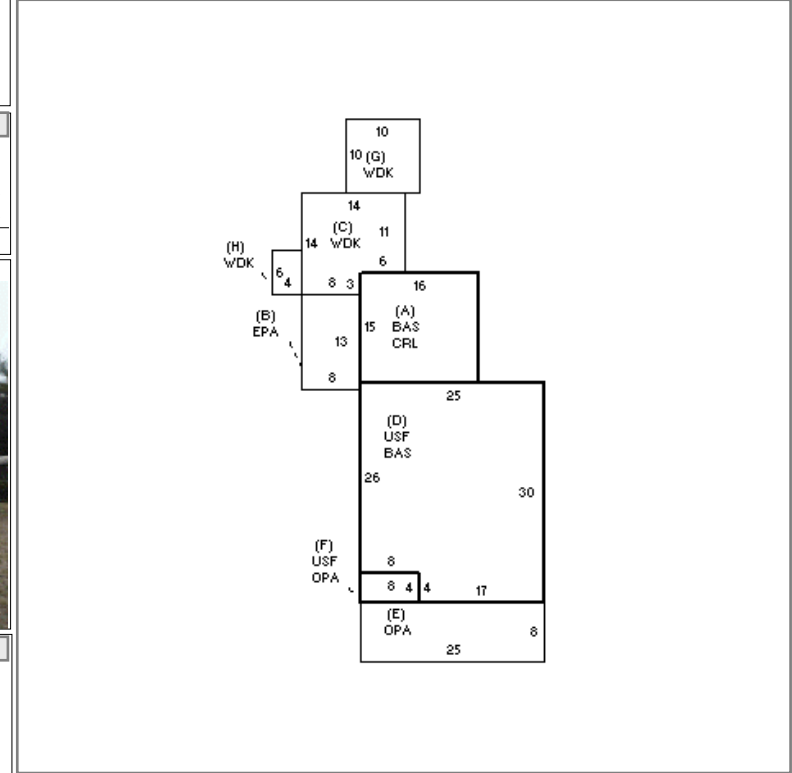 10
10 (G)
WDK
14
(C)
11
14 WDK
(H)
WDK
6
6
4
8 3
16
(A)
15 BAS
CRL
(B)
EPA
13
8
25
(D)
USF
BAS
26
30
(F)
USF
OPA
8
8 4 4
17
(E)
OPA
8
25